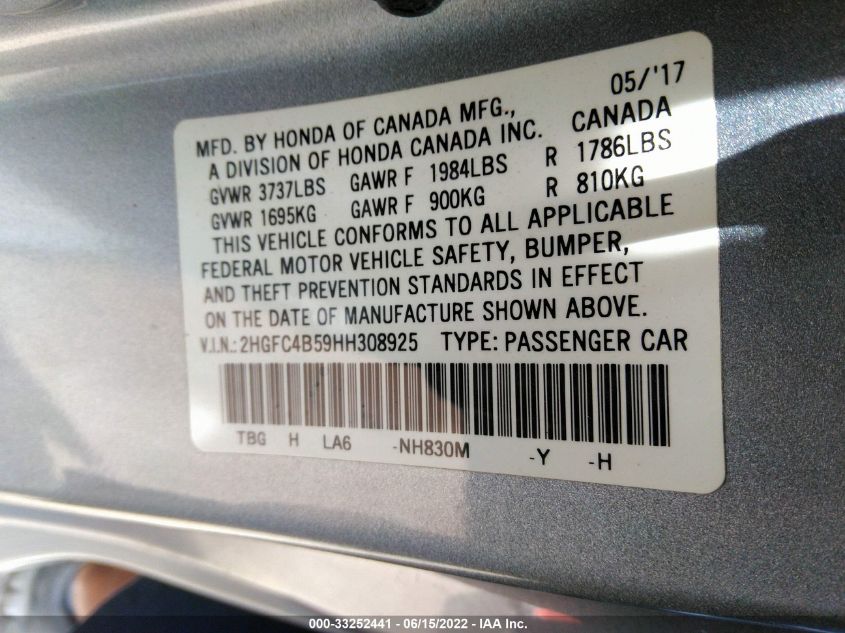 05/'17
MFD. BY HONDA OF CANADA MFG.,
A DIVISION OF HONDA CANADA INC. CANADA
GVWR 3737LBS GAWR F 1984LBS R 1786LBS
GVWR 1695KG GAWR F 900KG R 810KG
THIS VEHICLE CONFORMS TO ALL APPLICABLE
FEDERAL MOTOR VEHICLE SAFETY, BUMPER,
AND THEFT PREVENTION STANDARDS IN EFFECT
ON THE DATE OF MANUFACTURE SHOWN ABOVE.
V.I.N.: 2HGFC4B59HH308925 TYPE: PASSENGER CAR
TBG H LA6 -NH830M -Y -H
000-33252441 - 06/15/2022 - IAA Inc.